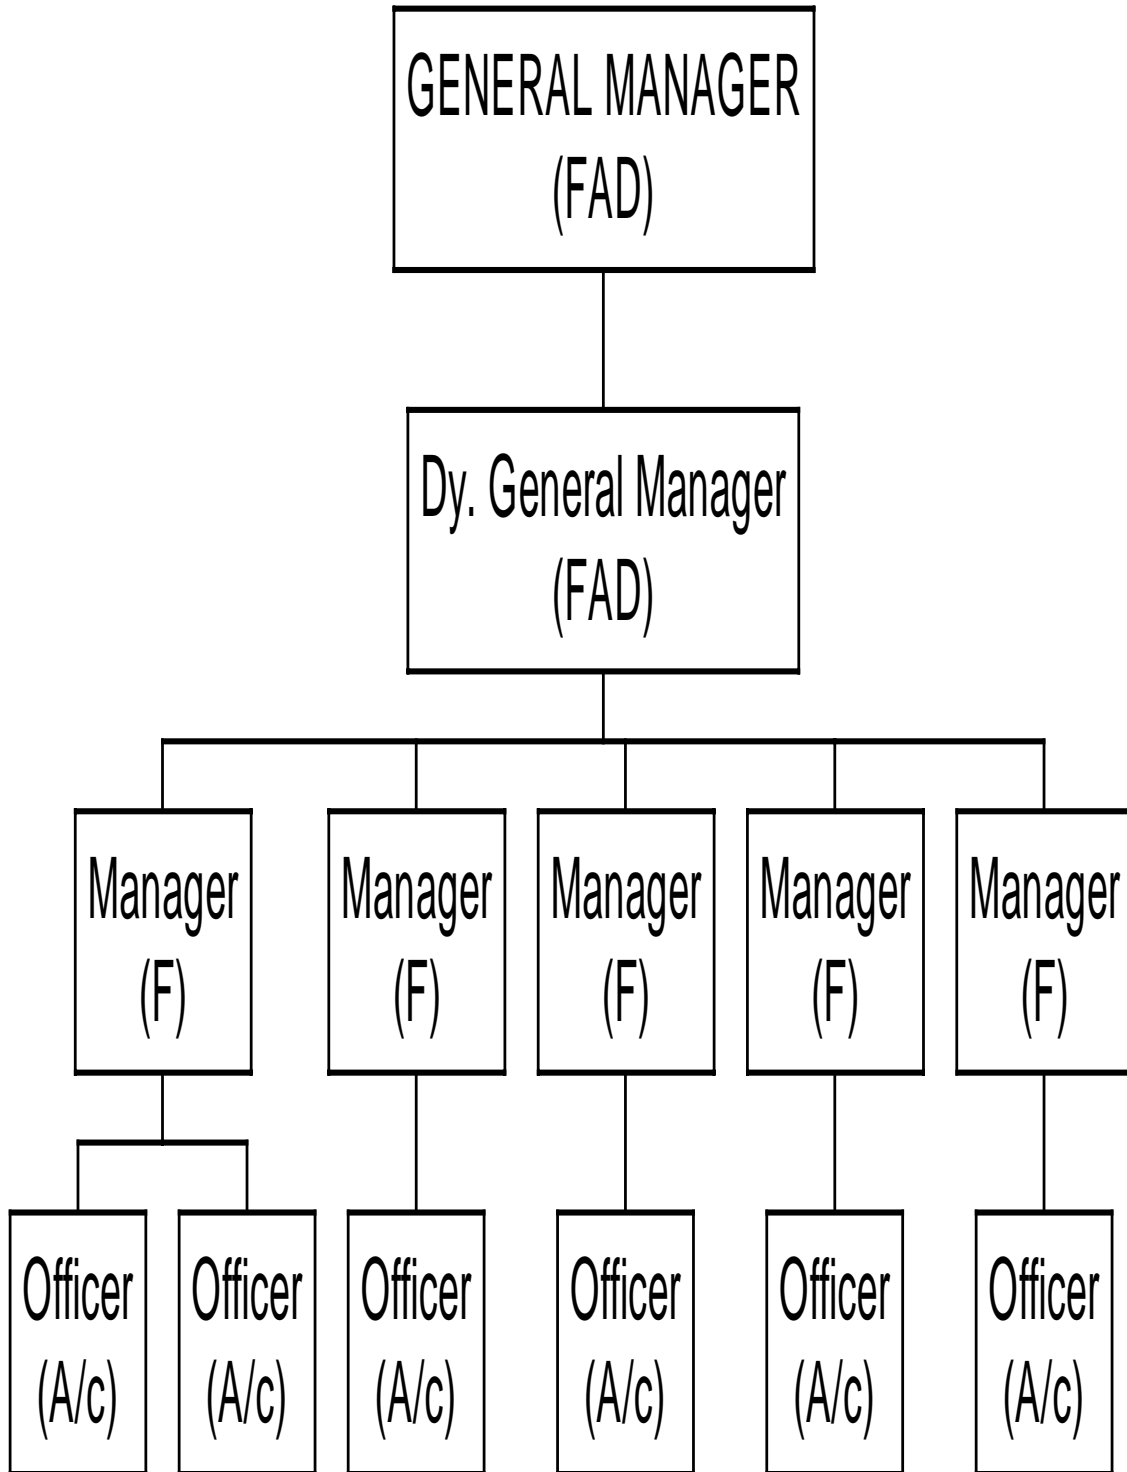 GENERAL MANAGER
(FAD)
Dy. General Manager
(FAD)
Manager
(F)
Manager
(F)
Manager
(F)
Manager
(F)
Manager
(F)
Officer
(A/c)
Officer
(A/c)
Officer
(A/c)
Officer
(A/c)
Officer
(A/c)
Officer
(A/c)